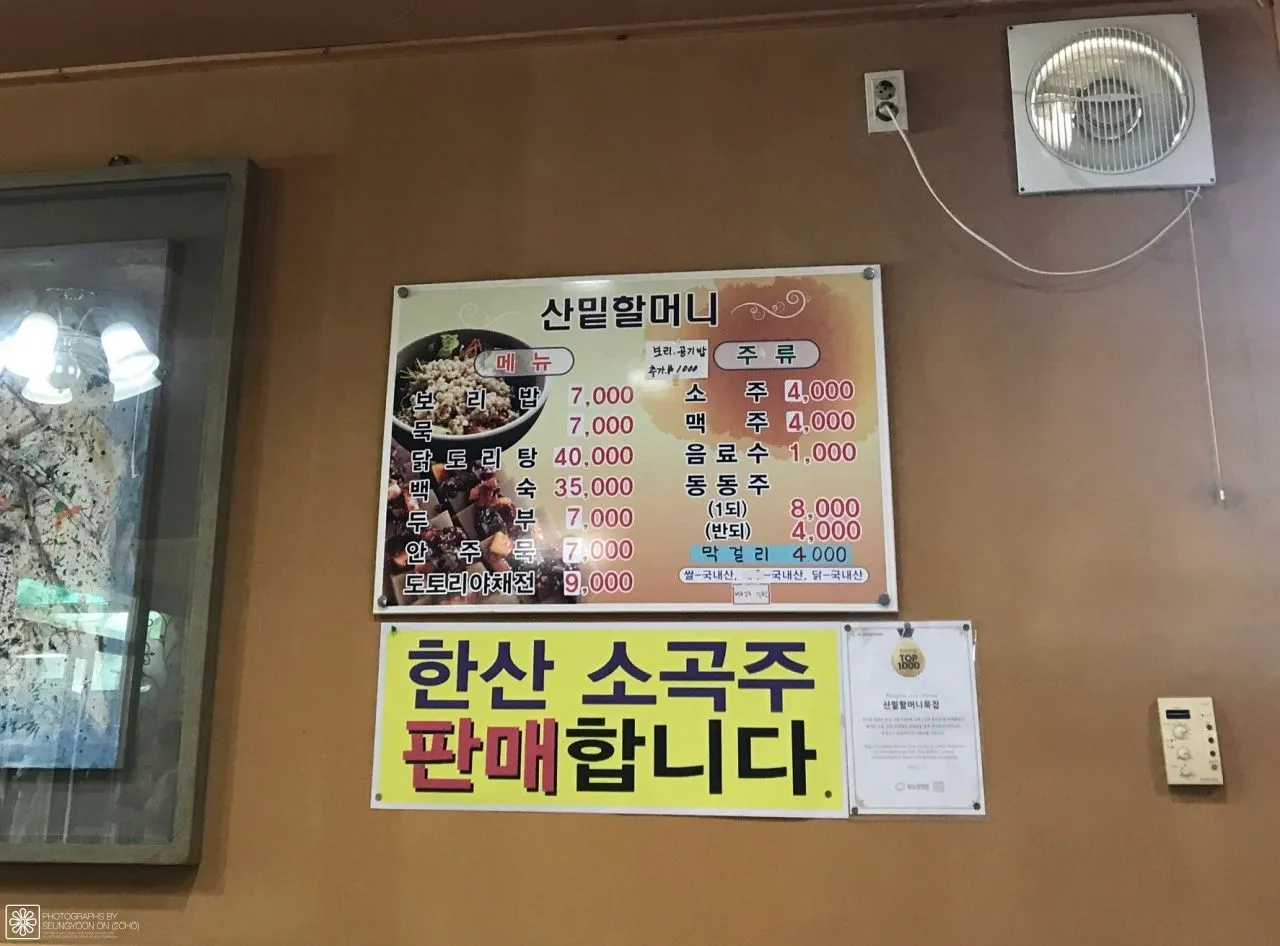 산밑할머니
메 뉴
보 리 밥 7,000
묵 7,000
닭 도 리 탕 40,000
백 숙 35,000
두 부 7,000
안 주 묵 7,000
도토리야채전 9,000
보리.공기밥
추가 1000
주 류
소 주 4,000
맥 주 4,000
음 료 수 1,000
동 동 주
(1되) 8,000
(반되) 4,000
막 걸 리 4.000
쌀-국내산, -국내산, 닭-국내산
한산 소곡주
판매합니다
TOP
1000
산밑할머니묵집
PHOTOGRAPHS BY
SEUNGYOON ON (2CHO)